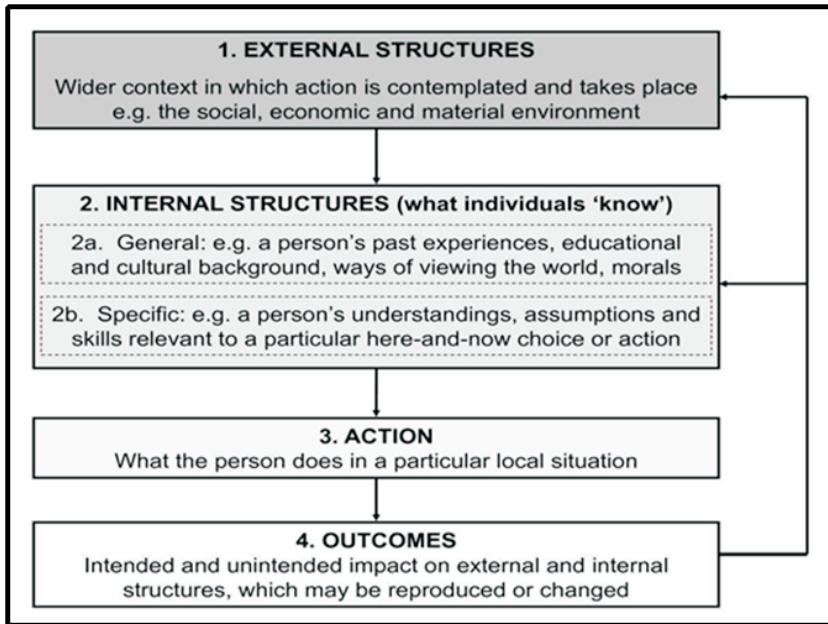 1. EXTERNAL STRUCTURES
Wider context in which action is contemplated and takes place
e.g. the social, economic and material environment
2. INTERNAL STRUCTURES (what individuals ‘know’)
2a. General: e.g. a person’s past experiences, educational
and cultural background, ways of viewing the world, morals
2b. Specific: e.g. a person’s understandings, assumptions and
skills relevant to a particular here-and-now choice or action
3. ACTION
What the person does in a particular local situation
4. OUTCOMES
Intended and unintended impact on external and internal
structures, which may be reproduced or changed